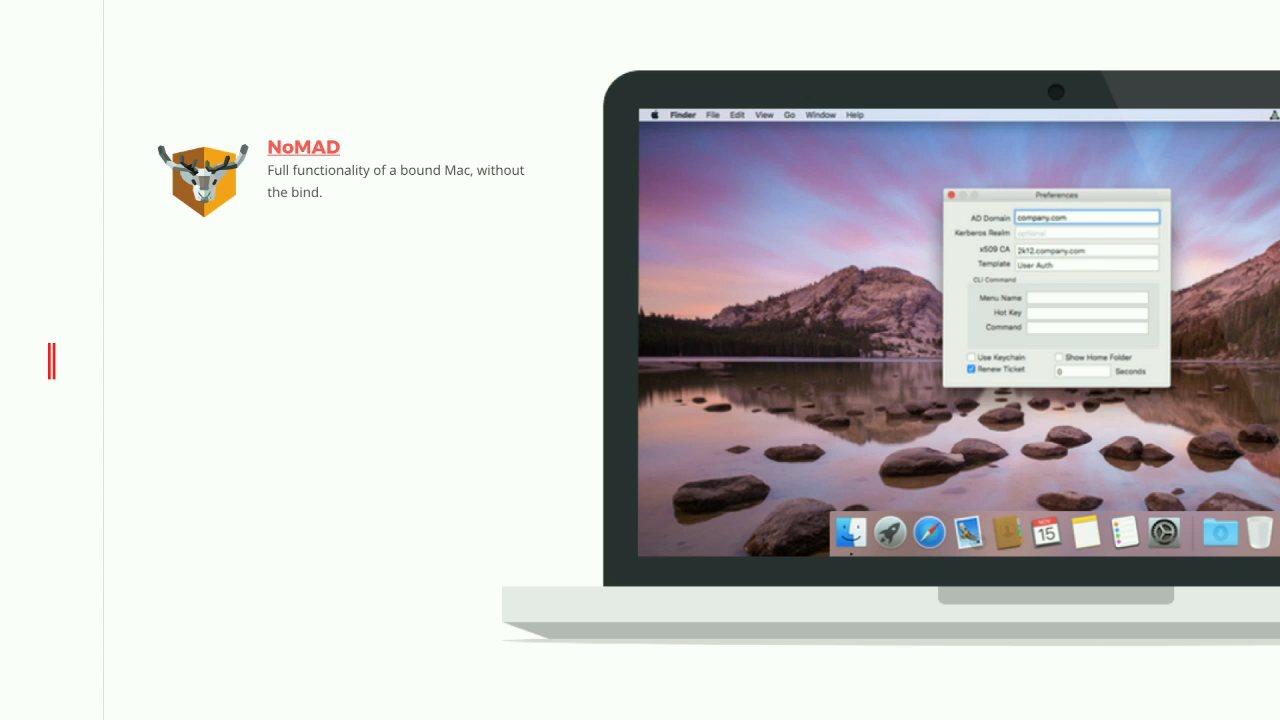 NoMAD
Full functionality of a bound Mac, without
the bind.
Finder File Edit View Go Window Help
Preferences
AD Domain company.com
Kerberos Realm optional
x509 CA 2k12.company.com
Template User Auth
CLI Command
Menu Name
Hot Key
Command
Use Keychain Show Home Folder
Renew Ticket 0 Seconds
NOV
15